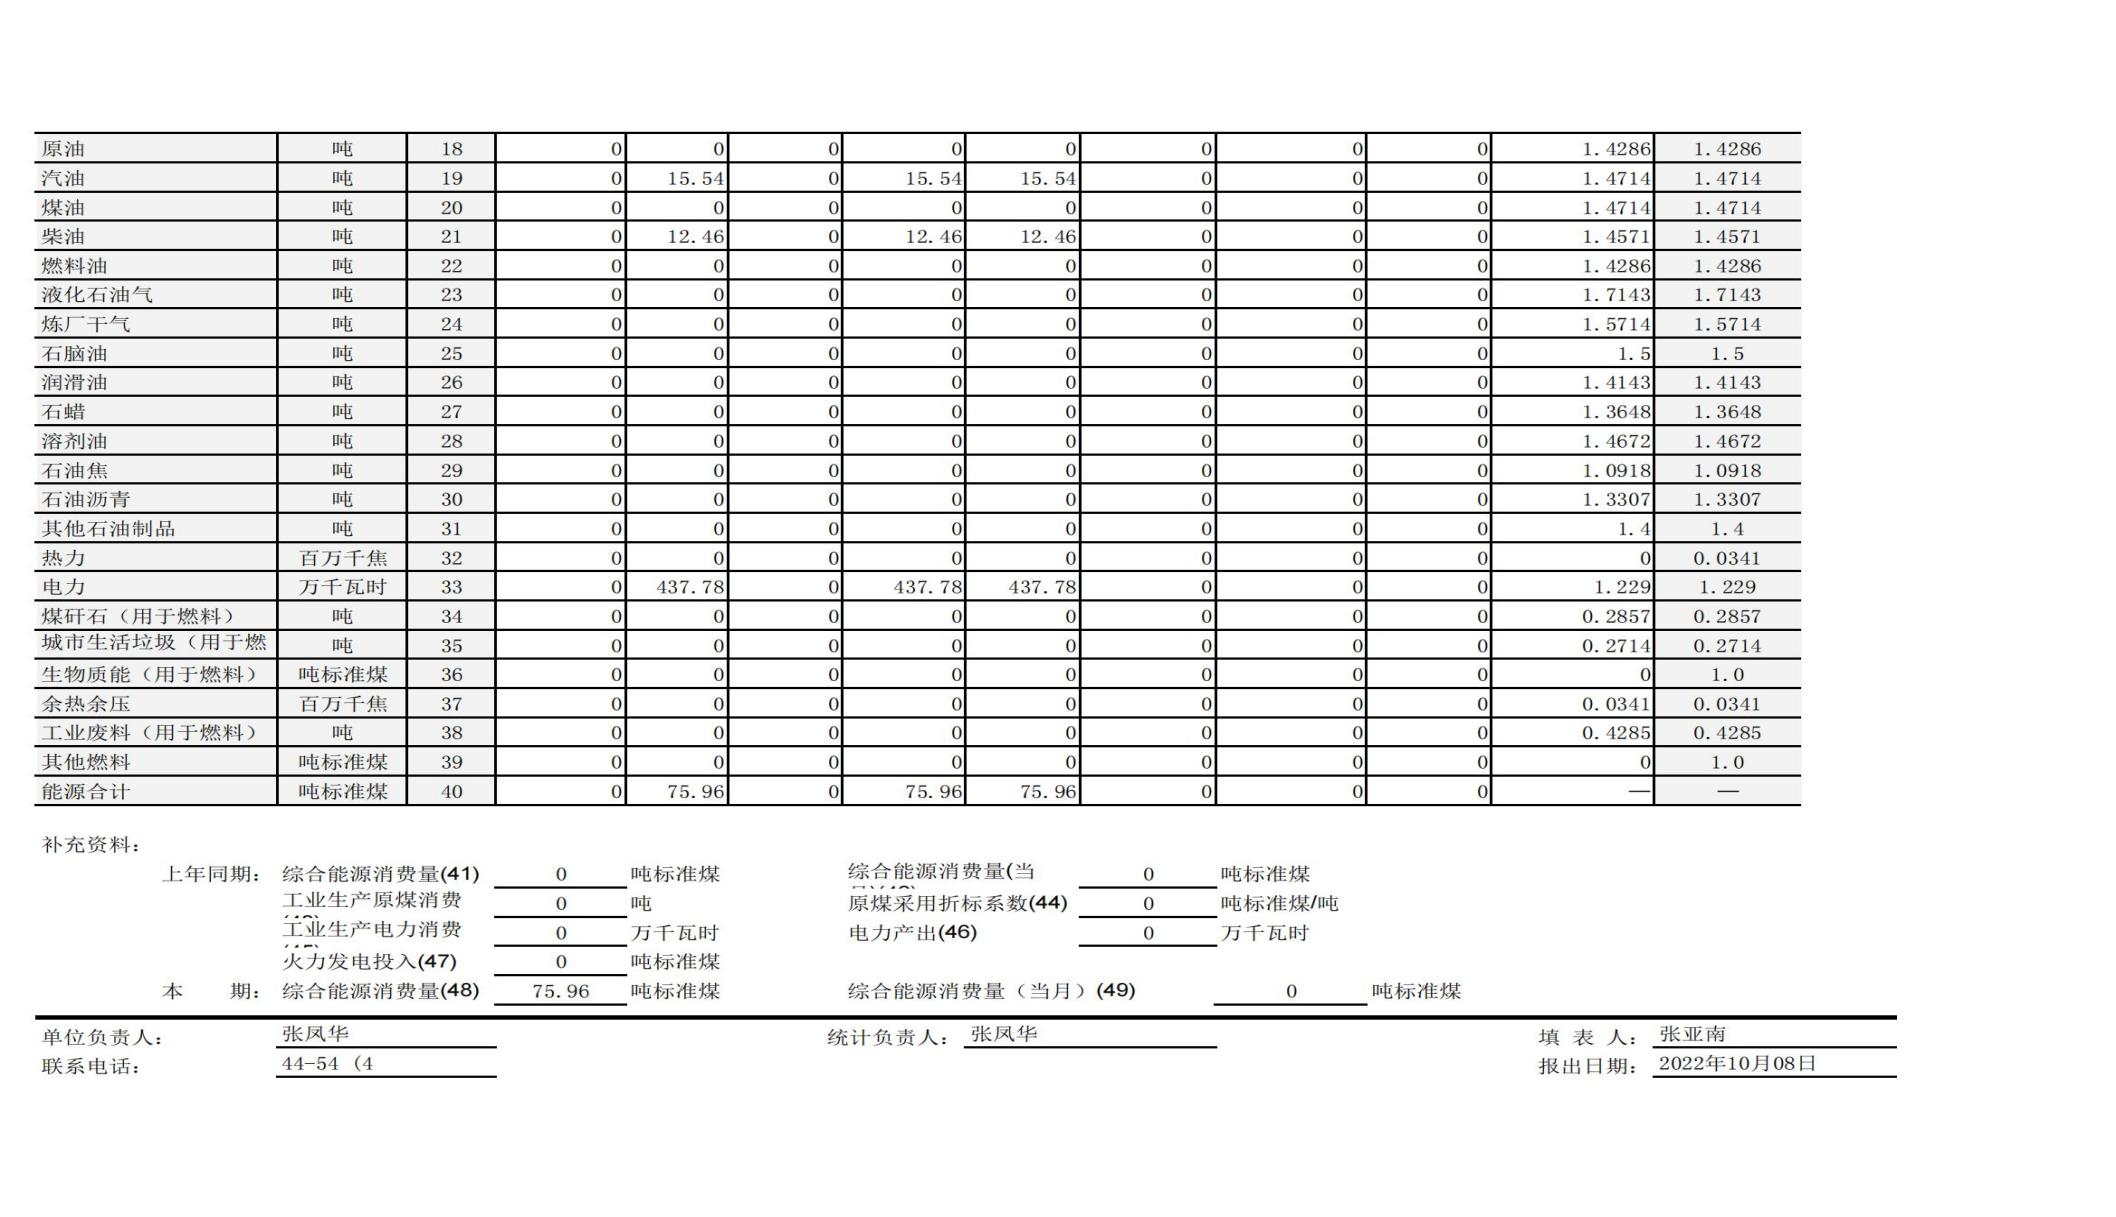 原油 吨 18 0 0 0 0 0 0 0 0 1.4286 1.4286
汽油 吨 19 0 15.54 0 15.54 15.54 0 0 0 1.4714 1.4714
煤油 吨 20 0 0 0 0 0 0 0 0 1.4714 1.4714
柴油 吨 21 0 12.46 0 12.46 12.46 0 0 0 1.4571 1.4571
燃料油 吨 22 0 0 0 0 0 0 0 0 1.4286 1.4286
液化石油气 吨 23 0 0 0 0 0 0 0 0 1.7143 1.7143
炼厂干气 吨 24 0 0 0 0 0 0 0 0 1.5714 1.5714
石脑油 吨 25 0 0 0 0 0 0 0 0 1.5 1.5
润滑油 吨 26 0 0 0 0 0 0 0 0 1.4143 1.4143
石蜡 吨 27 0 0 0 0 0 0 0 0 1.3648 1.3648
溶剂油 吨 28 0 0 0 0 0 0 0 0 1.4672 1.4672
石油焦 吨 29 0 0 0 0 0 0 0 0 1.0918 1.0918
石油沥青 吨 30 0 0 0 0 0 0 0 0 1.3307 1.3307
其他石油制品 吨 31 0 0 0 0 0 0 0 0 1.4 1.4
热力 百万千焦 32 0 0 0 0 0 0 0 0 0 0.0341
电力 万千瓦时 33 0 437.78 0 437.78 437.78 0 0 0 1.229 1.229
煤矸石（用于燃料） 吨 34 0 0 0 0 0 0 0 0 0.2857 0.2857
城市生活垃圾（用于燃 吨 35 0 0 0 0 0 0 0 0 0.2714 0.2714
生物质能（用于燃料） 吨标准煤 36 0 0 0 0 0 0 0 0 0 1.0
余热余压 百万千焦 37 0 0 0 0 0 0 0 0 0.0341 0.0341
工业废料（用于燃料） 吨 38 0 0 0 0 0 0 0 0 0.4285 0.4285
其他燃料 吨标准煤 39 0 0 0 0 0 0 0 0 0 1.0
能源合计 吨标准煤 40 0 75.96 0 75.96 75.96 0 0 0 — —
补充资料：
上年同期： 综合能源消费量(41) 0 吨标准煤 综合能源消费量(当 0 吨标准煤
工业生产原煤消费 0 吨 原煤采用折标系数(44) 0 吨标准煤/吨
工业生产电力消费 0 万千瓦时 电力产出(46) 0 万千瓦时
火力发电投入(47) 0 吨标准煤
本 期： 综合能源消费量(48) 75.96 吨标准煤 综合能源消费量（当月）(49) 0 吨标准煤
单位负责人： 张凤华 统计负责人： 张凤华 填 表 人： 张亚南
联系电话： 44-54 (4 报出日期： 2022年10月08日